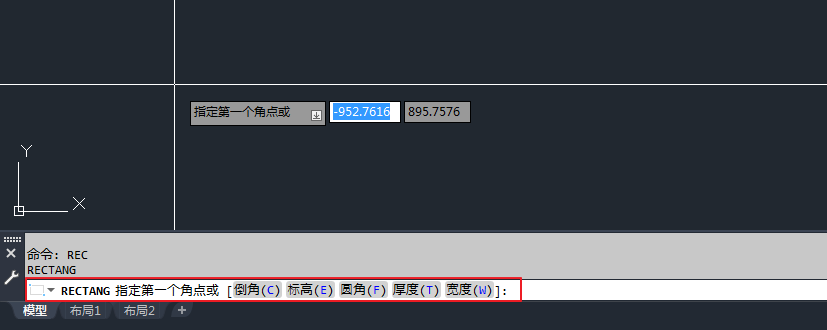 指定第一个角点或 -952.7616 895.7576
Y
X
命令: REC
RECTANG
RECTANG 指定第一个角点或 [倒角(C) 标高(E) 圆角(F) 厚度(T) 宽度(W)]:
模型 布局1 布局2 +